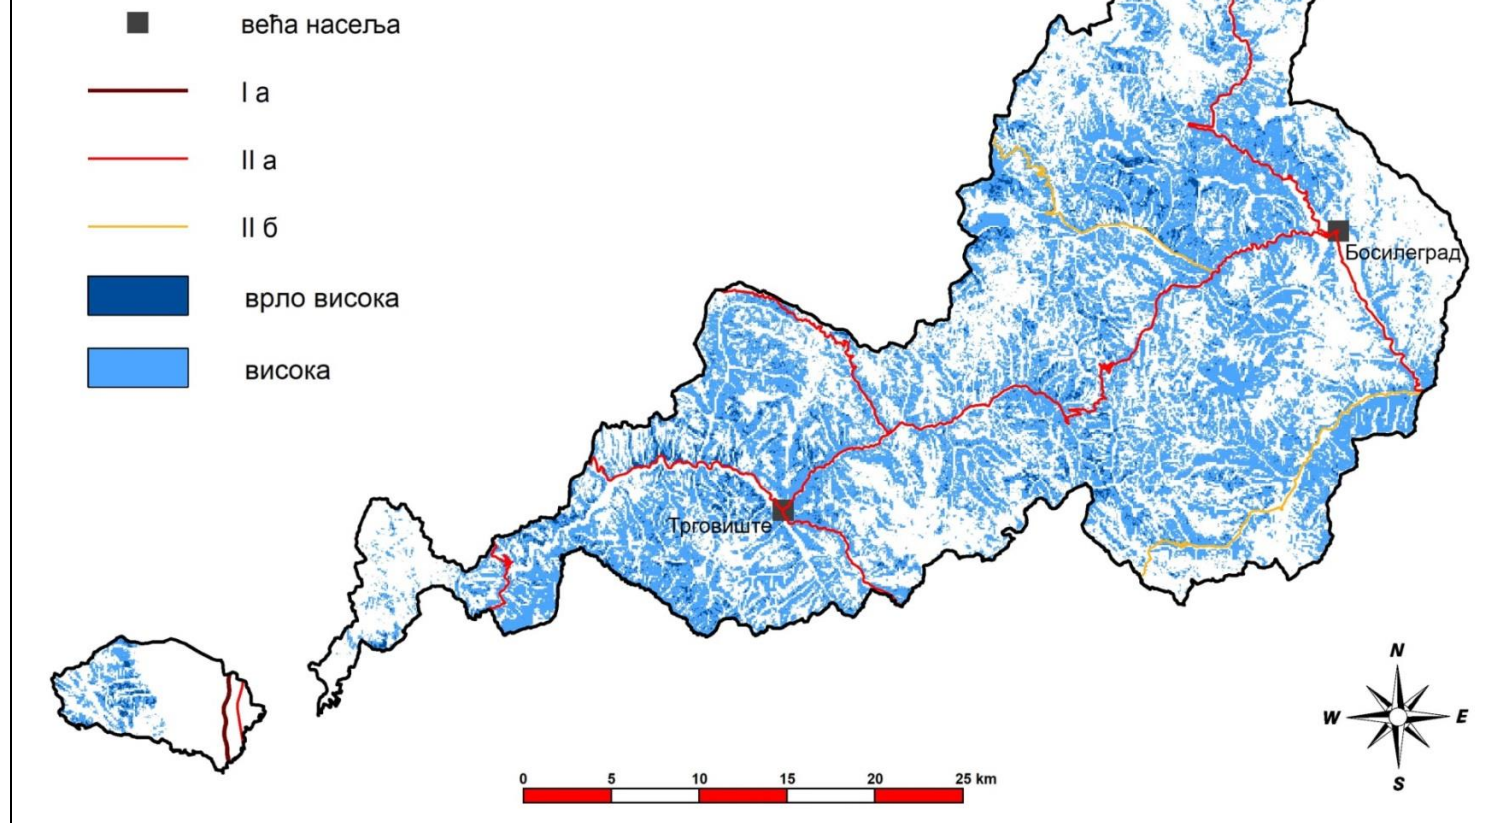 већа насеља
I а
II а
II б
врло висока
висока
Босилеград
Трговиште
N
W E
S
0 5 10 15 20 25 km